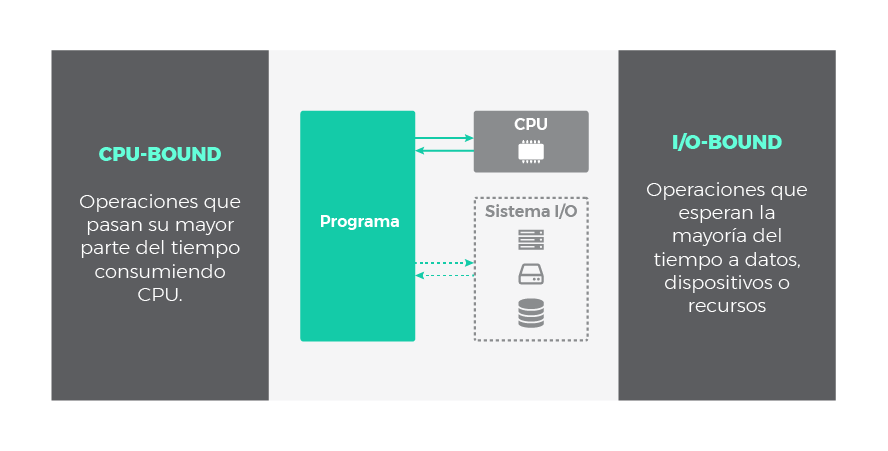 CPU-BOUND
Operaciones que
pasan su mayor
parte del tiempo
consumiendo
CPU.
Programa
CPU
Sistema I/O
I/O-BOUND
Operaciones que
esperan la
mayoría del
tiempo a datos,
dispositivos o
recursos